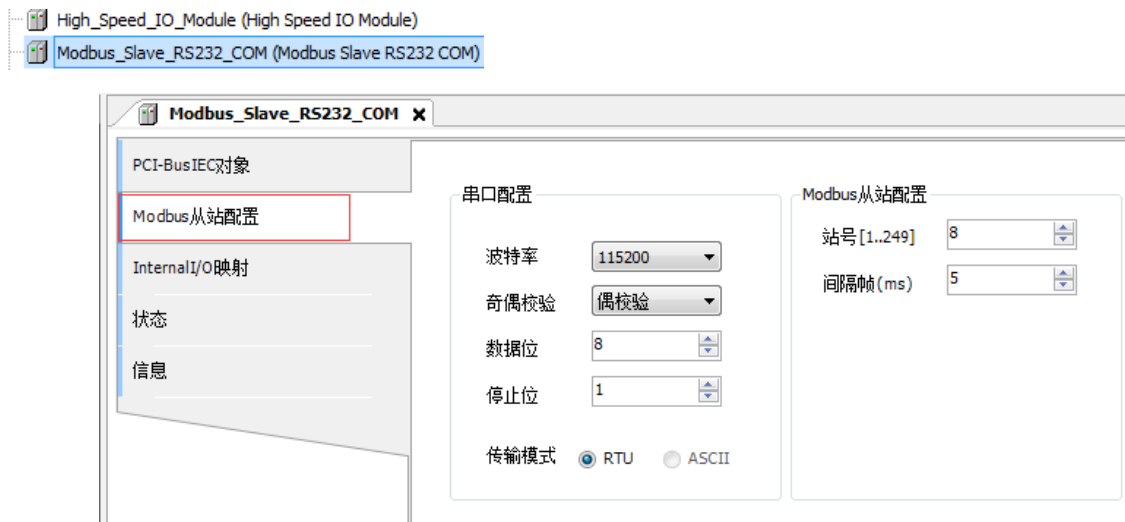 High_Speed_IO_Module (High Speed IO Module)
Modbus_Slave_RS232_COM (Modbus Slave RS232 COM)
Modbus_Slave_RS232_COM
PCI-BusIEC对象
Modbus从站配置
InternalI/O映射
状态
信息
串口配置
波特率 115200
奇偶校验 偶校验
数据位 8
停止位 1
传输模式 RTU ASCII
Modbus从站配置
站号[1..249] 8
间隔帧(ms) 5